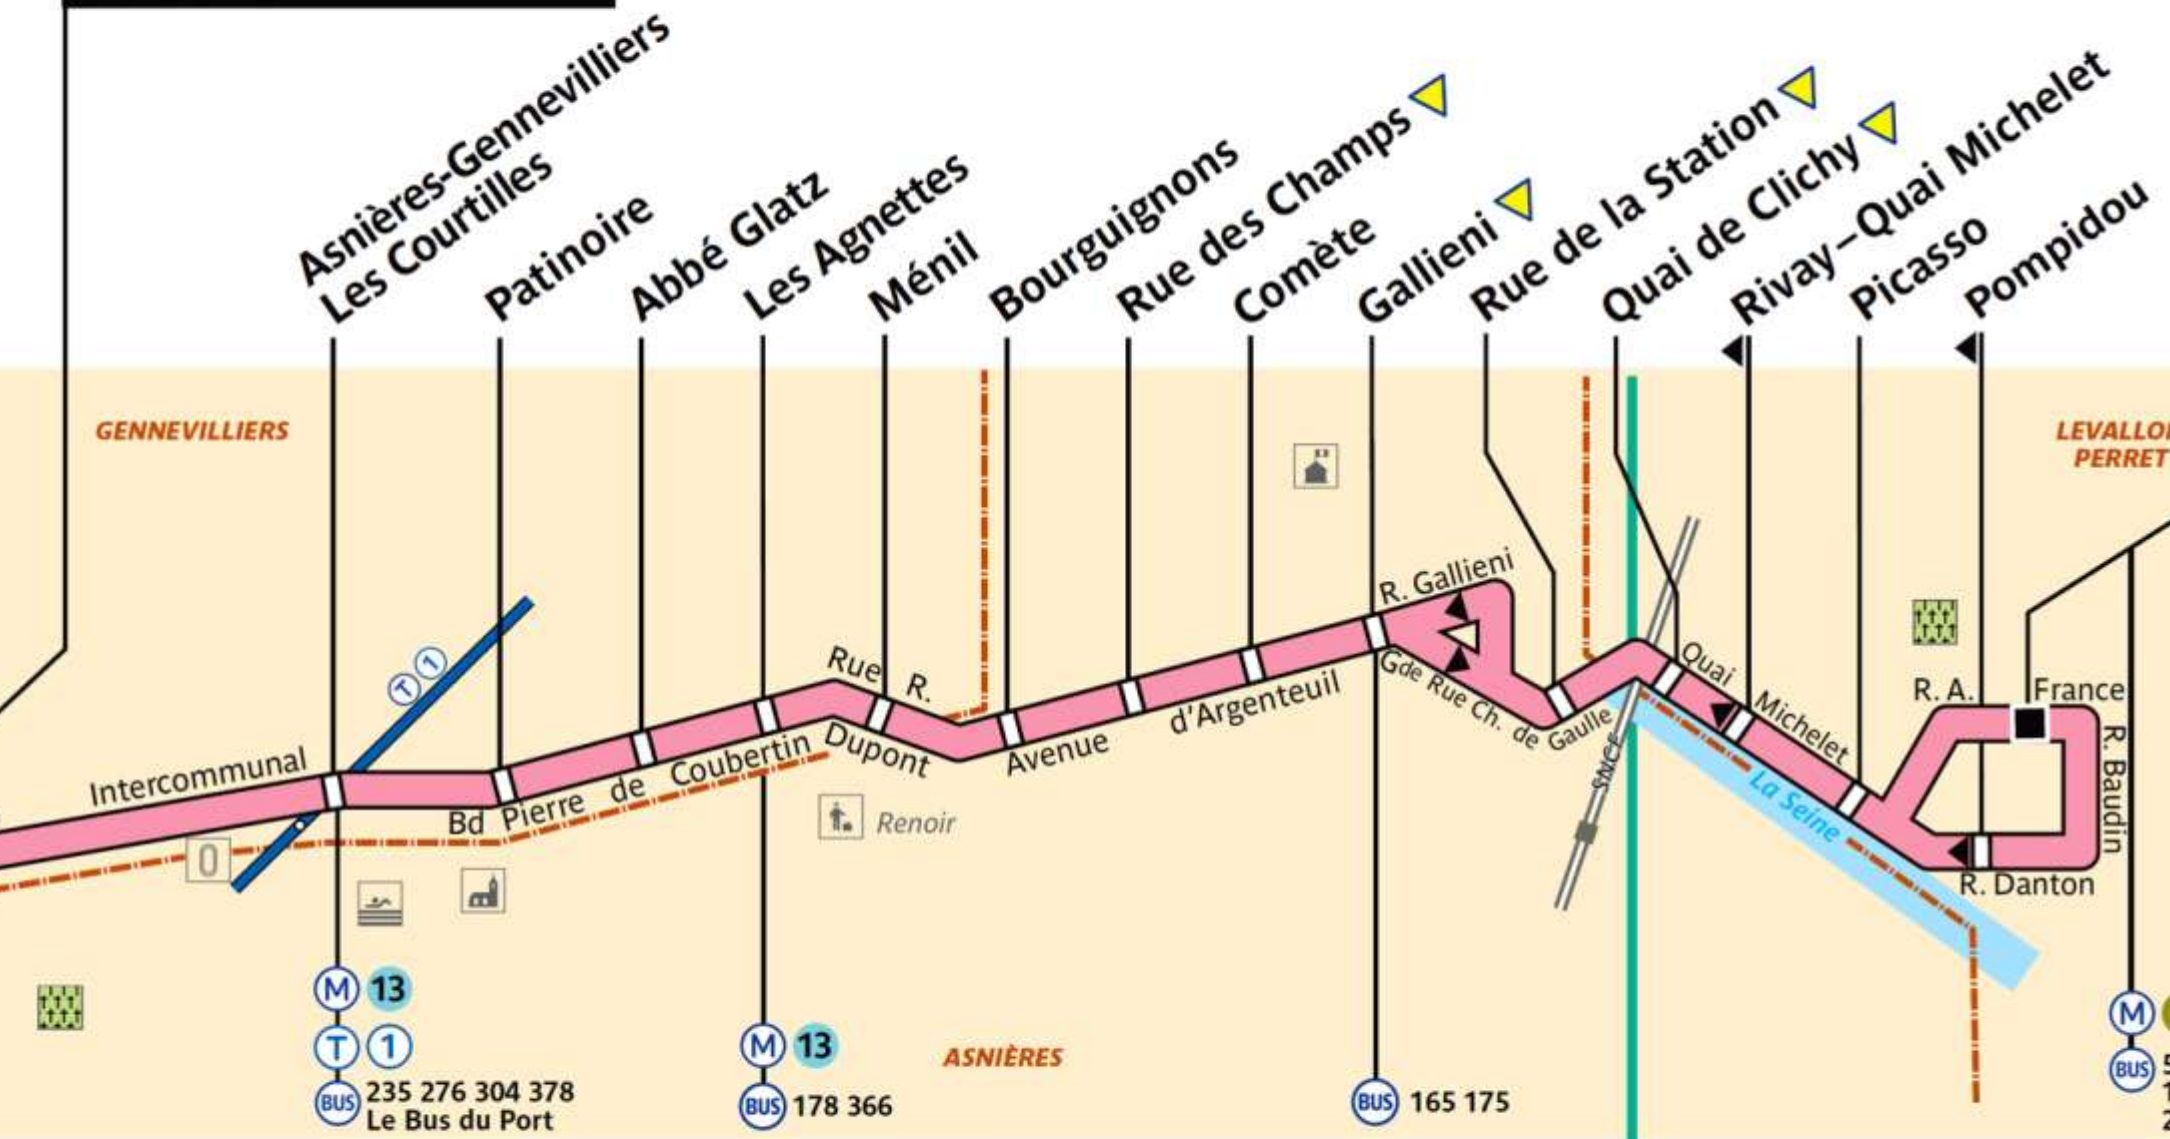 Asnières-Gennevilliers
Les Courtilles
Patinoire
Abbé Glatz
Les Agnettes
Ménil
Bourguignons
Rue des Champs
Comète
Gallieni
Rue de la Station
Quai de Clichy
Rivay–Quai Michelet
Picasso
Pompidou
GENNEVILLIERS
LEVALLO
PERRET
T 1
Intercommunal
Bd Pierre de Coubertin
Rue R.
Dupont
Avenue d'Argenteuil
R. Gallieni
Gde Rue Ch. de Gaulle
Quai Michelet
SNCF
La Seine
R. A. France
R. Baudin
R. Danton
0
Renoir
M 13
T 1
BUS 235 276 304 378
Le Bus du Port
M 13
BUS 178 366
ASNIÈRES
BUS 165 175
M
BUS 5
1
2